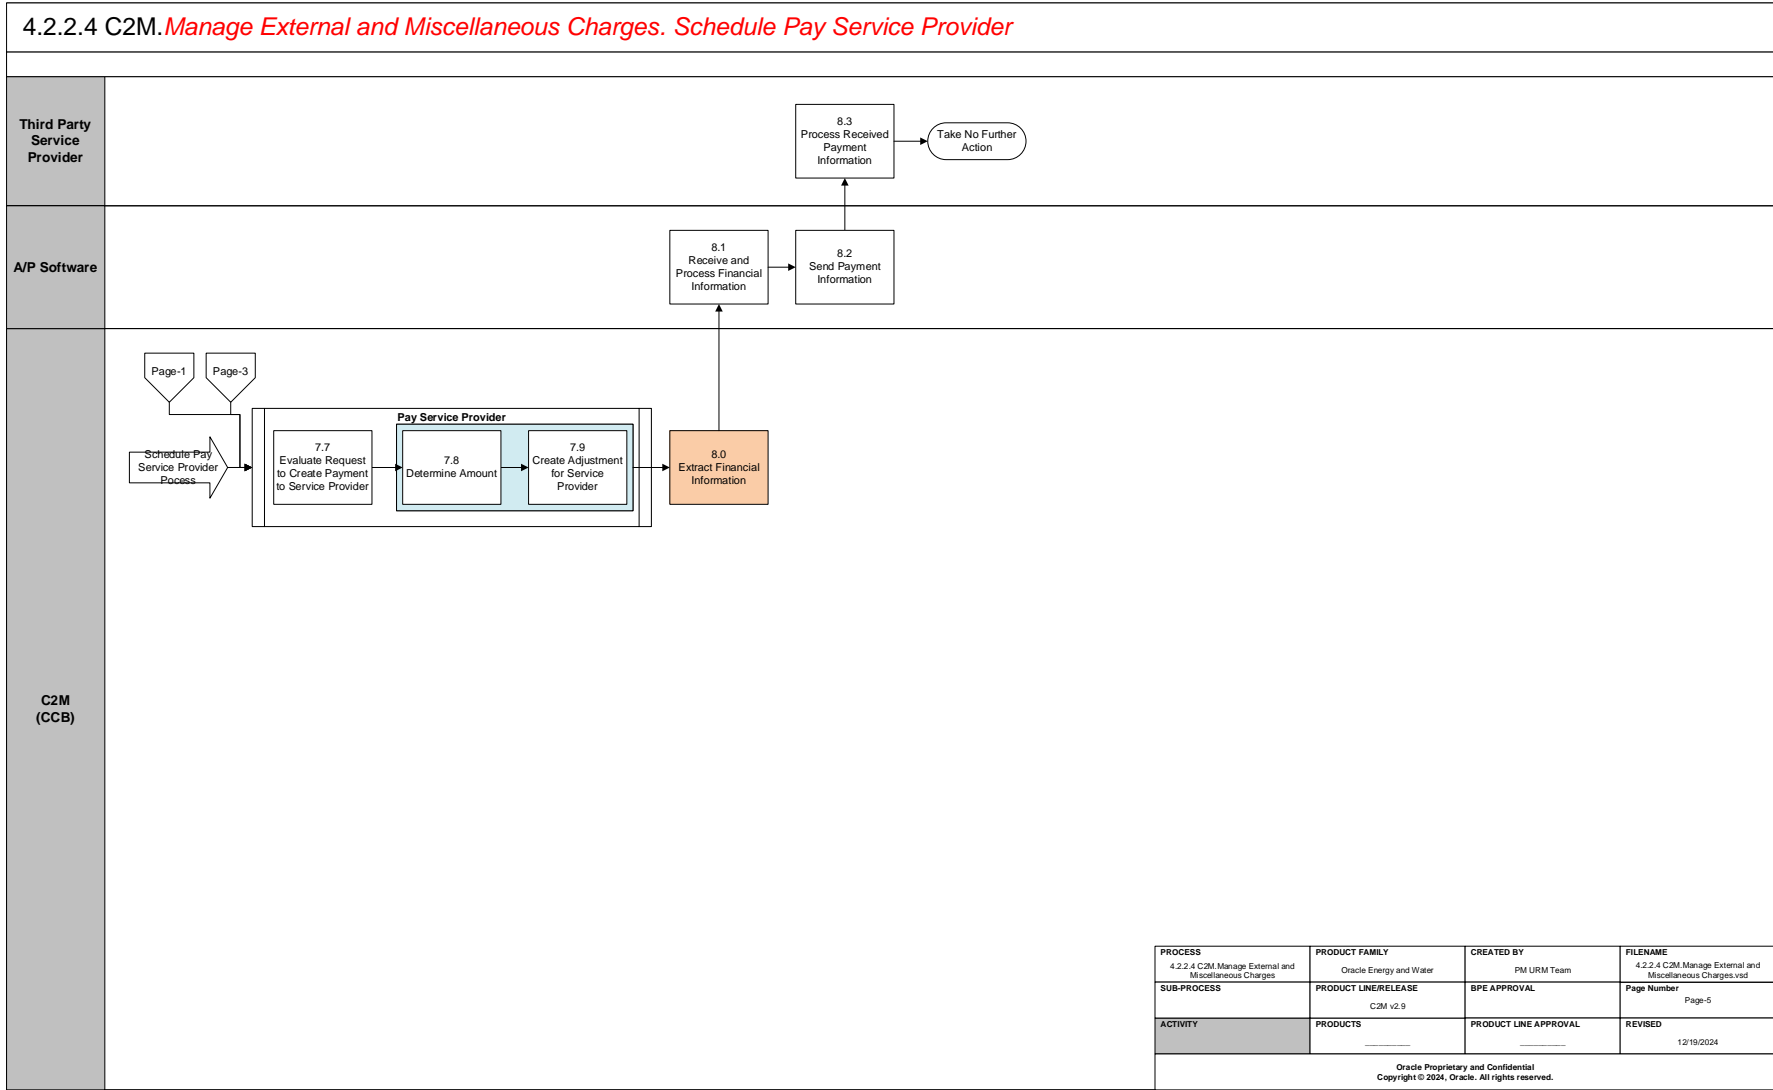 4.2.2.4 C2M.Manage External and Miscellaneous Charges. Schedule Pay Service Provider
Third Party
Service
Provider
8.3
Process Received
Payment
Information
Take No Further
Action
A/P Software
8.1
Receive and
Process Financial
Information
8.2
Send Payment
Information
C2M
(CCB)
Page-1
Page-3
Schedule Pay
Service Provider
Pocess
Pay Service Provider
7.7
Evaluate Request
to Create Payment
to Service Provider
7.8
Determine Amount
7.9
Create Adjustment
for Service
Provider
8.0
Extract Financial
Information
PROCESS
4.2.2.4 C2M.Manage External and
Miscellaneous Charges
PRODUCT FAMILY
Oracle Energy and Water
CREATED BY
PM URM Team
FILENAME
4.2.2.4 C2M.Manage External and
Miscellaneous Charges.vsd
SUB-PROCESS
PRODUCT LINE/RELEASE
C2M v2.9
BPE APPROVAL
Page Number
Page-5
ACTIVITY
PRODUCTS
PRODUCT LINE APPROVAL
REVISED
12/19/2024
Oracle Proprietary and Confidential
Copyright © 2024, Oracle. All rights reserved.